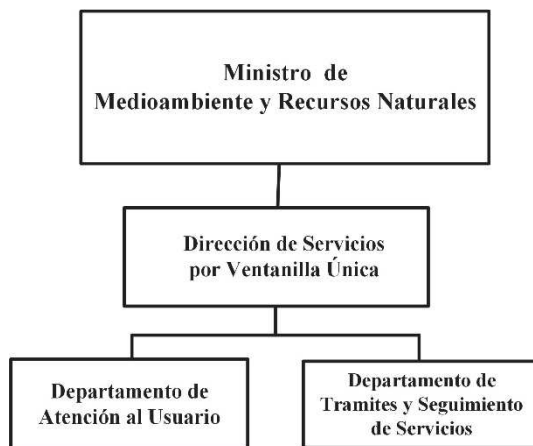 Ministro de
Medioambiente y Recursos Naturales
Dirección de Servicios
por Ventanilla Única
Departamento de
Atención al Usuario
Departamento de
Tramites y Seguimiento
de Servicios